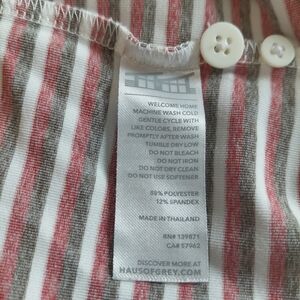 WELCOME HOME
MACHINE WASH COLD
GENTLE CYCLE WITH
LIKE COLORS, REMOVE
PROMPTLY AFTER WASH
TUMBLE DRY LOW
DO NOT BLEACH
DO NOT IRON
DO NOT DRY CLEAN
DO NOT USE SOFTENER
88% POLYESTER
12% SPANDEX
MADE IN THAILAND
RN# 139871
CA# 57962
DISCOVER MORE AT
HAUSOFGREY.COM